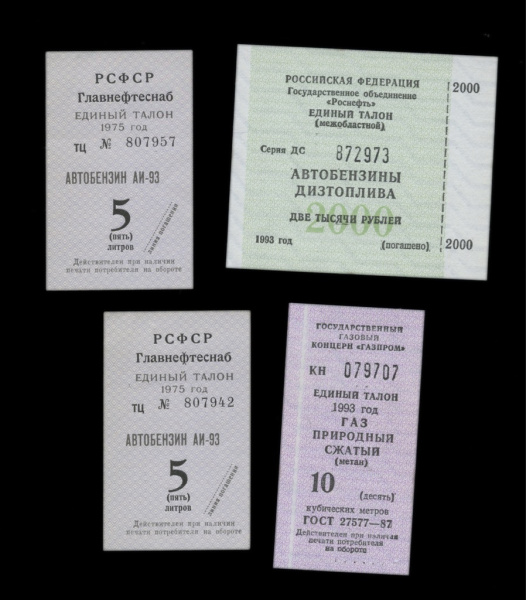 РСФСР
Главнефтеснаб
ЕДИНЫЙ ТАЛОН
1975 год
ТЦ № 807957
АВТОБЕНЗИН АИ-93
5
(пять)
литров
линия погашения
Действителен при наличии
печати потребителя на обороте
РОССИЙСКАЯ ФЕДЕРАЦИЯ
Государственное объединение
«Роснефть»
ЕДИНЫЙ ТАЛОН
(межобластной)
Серия ДС 872973
АВТОБЕНЗИНЫ
ДИЗТОПЛИВА
2000
ДВЕ ТЫСЯЧИ РУБЛЕЙ
1993 год (погашено)
2000
2000
РСФСР
Главнефтеснаб
ЕДИНЫЙ ТАЛОН
1975 год
ТЦ № 807942
АВТОБЕНЗИН АИ-93
5
(пять)
литров
линия погашения
Действителен при наличии
печати потребителя на обороте
ГОСУДАРСТВЕННЫЙ
ГАЗОВЫЙ
КОНЦЕРН «ГАЗПРОМ»
КН 079707
ЕДИНЫЙ ТАЛОН
1993 год
ГАЗ
ПРИРОДНЫЙ
СЖАТЫЙ
(метан)
10 (десять)
кубических метров
ГОСТ 27577—87
Действителен при наличии
печати потребителя
на обороте